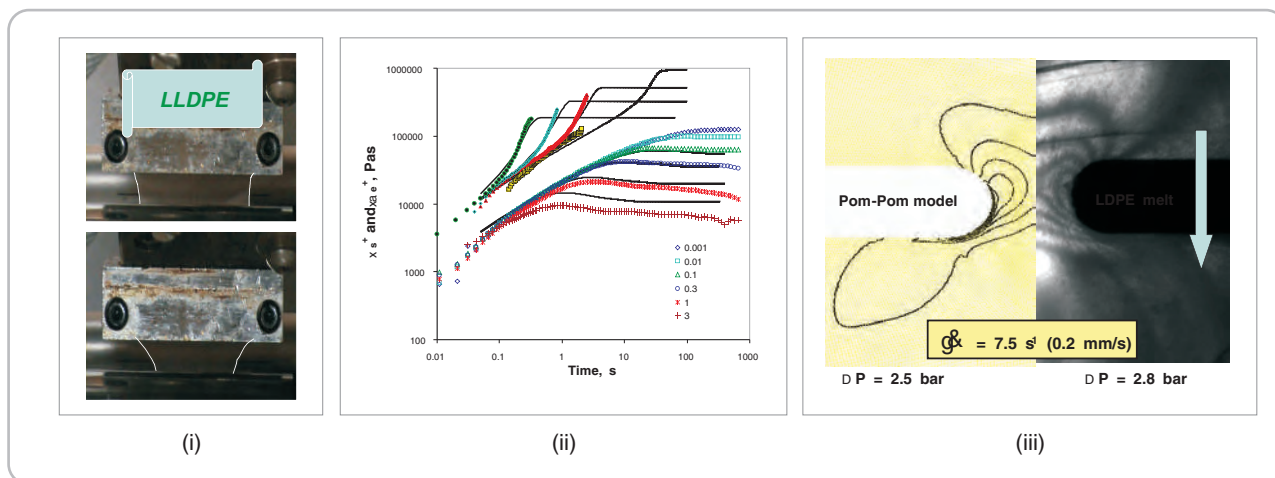 LLDPE
1000000
100000
10000
1000
100
0.01
0.1
1
10
100
1000
Time, s
χ s+ and χa e+, Pas
0.001
0.01
0.1
0.3
1
3
Pom-Pom model
LDPE melt
g& = 7.5 s1 (0.2 mm/s)
D P = 2.5 bar
D P = 2.8 bar
(i)
(ii)
(iii)